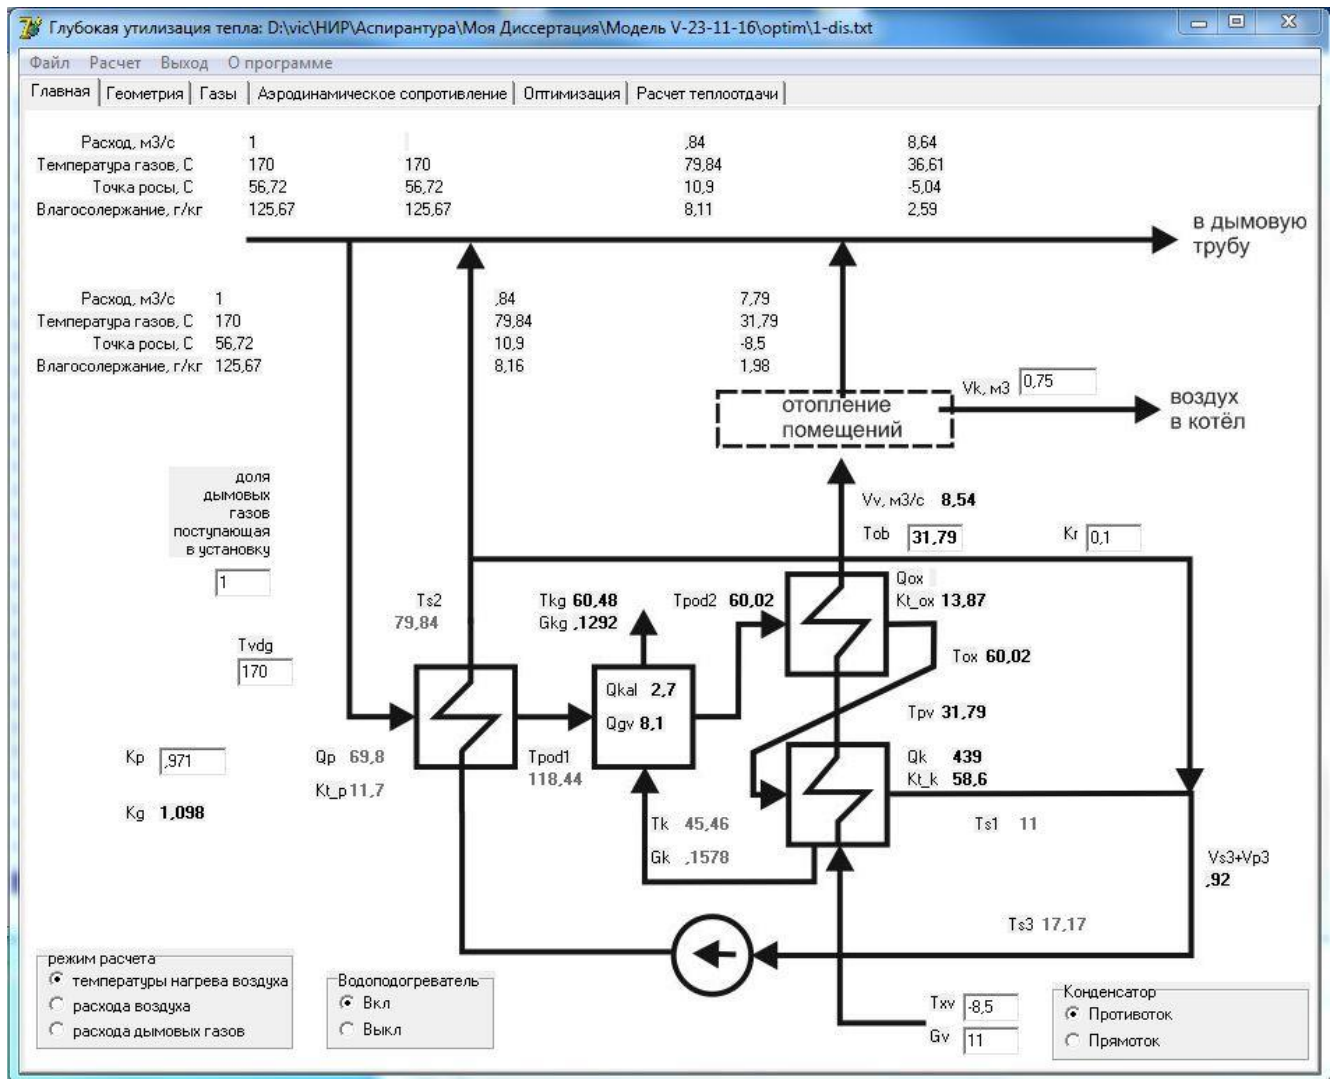 Глубокая утилизация тепла: D:\vic\НИР\Аспирантура\Моя Диссертация\Модель V-23-11-16\optim\1-dis.txt
Файл Расчет Выход О программе
Главная Геометрия Газы Аэродинамическое сопротивление Оптимизация Расчет теплоотдачи
Расход, м3/с 1 ,84 8,64
Температура газов, С 170 170 79,84 36,61
Точка росы, С 56,72 56,72 10,9 -5,04
Влагосодержание, г/кг 125,67 125,67 8,11 2,59
в дымовую
трубу
Расход, м3/с 1 ,84 7,79
Температура газов, С 170 79,84 31,79
Точка росы, С 56,72 10,9 -8,5
Влагосолержание, г/кг 125,67 8,16 1,98
Vk, м3 0,75
отопление
помещений
воздух
в котёл
доля
дымовых
газов
поступающая
в установку
1
Vv, м3/с 8,54
Tob 31,79
Kr 0,1
Ts2
79,84
Tkg 60,48
Gkg ,1292
Tpod2 60,02
Qox
Kt_ox 13,87
Tvdg
170
Tox 60,02
Qkal 2,7
Qgv 8,1
Tpv 31,79
Kp ,971
Qp 69,8
Kt_p 11,7
Tpod1
118,44
Qk 439
Kt_k 58,6
Kg 1,098
Tk 45,46
Gk ,1578
Ts1 11
Vs3+Vp3
,92
Ts3 17,17
режим расчета
температуры нагрева воздуха
расхода воздуха
расхода дымовых газов
Водоподогреватель
Вкл
Выкл
Txv -8,5
Gv 11
Конденсатор
Противоток
Прямоток